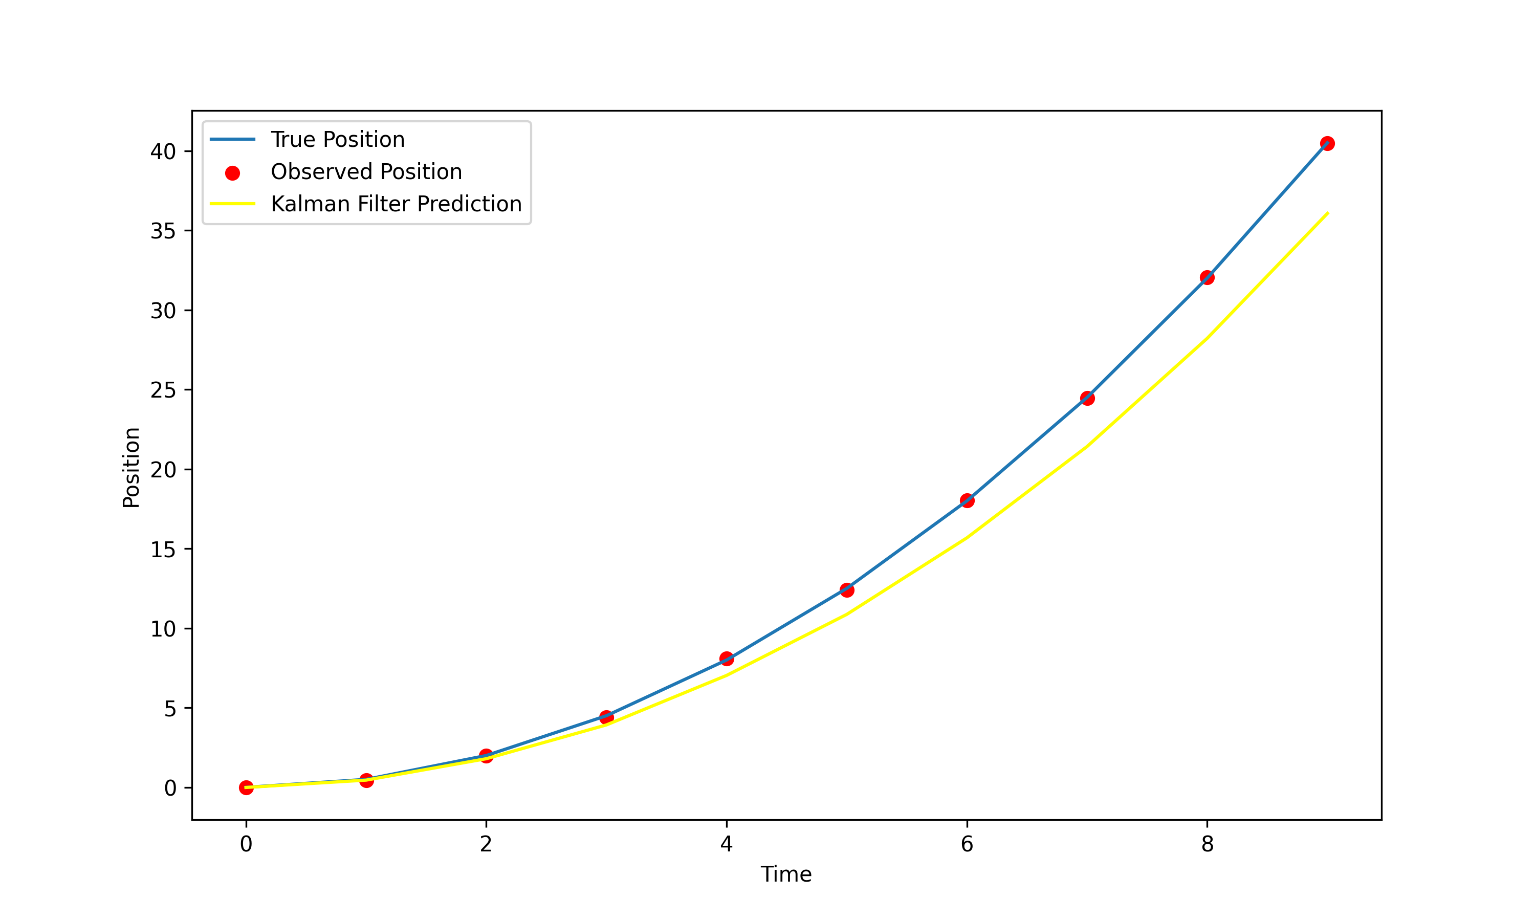 True Position
Observed Position
Kalman Filter Prediction
40
35
30
25
20
15
10
5
0
Position
0 2 4 6 8
Time